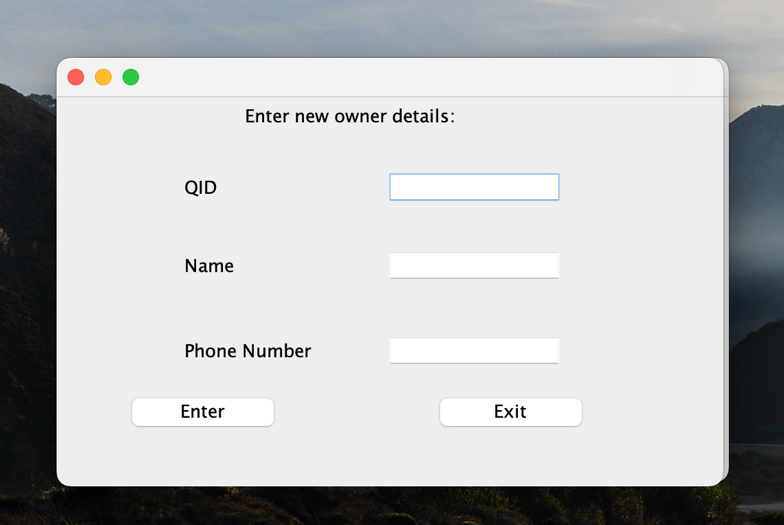 Enter new owner details:
QID
Name
Phone Number
Enter Exit